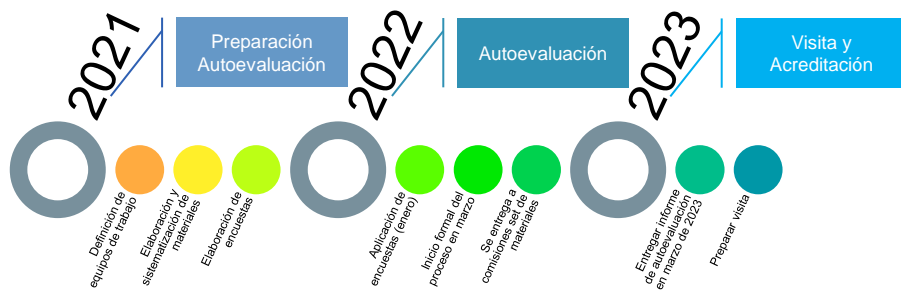 2021
Preparación
Autoevaluación
Definición de
equipos de trabajo
Elaboración y
sistematización de
materiales
Elaboración de
encuestas
2022
Autoevaluación
Aplicación de
encuestas (enero)
Inicio formal del
proceso en marzo
Se entrega a
comisiones set de
materiales
2023
Visita y
Acreditación
Entregar informe
de autoevaluación
en marzo de 2023
Preparar visita